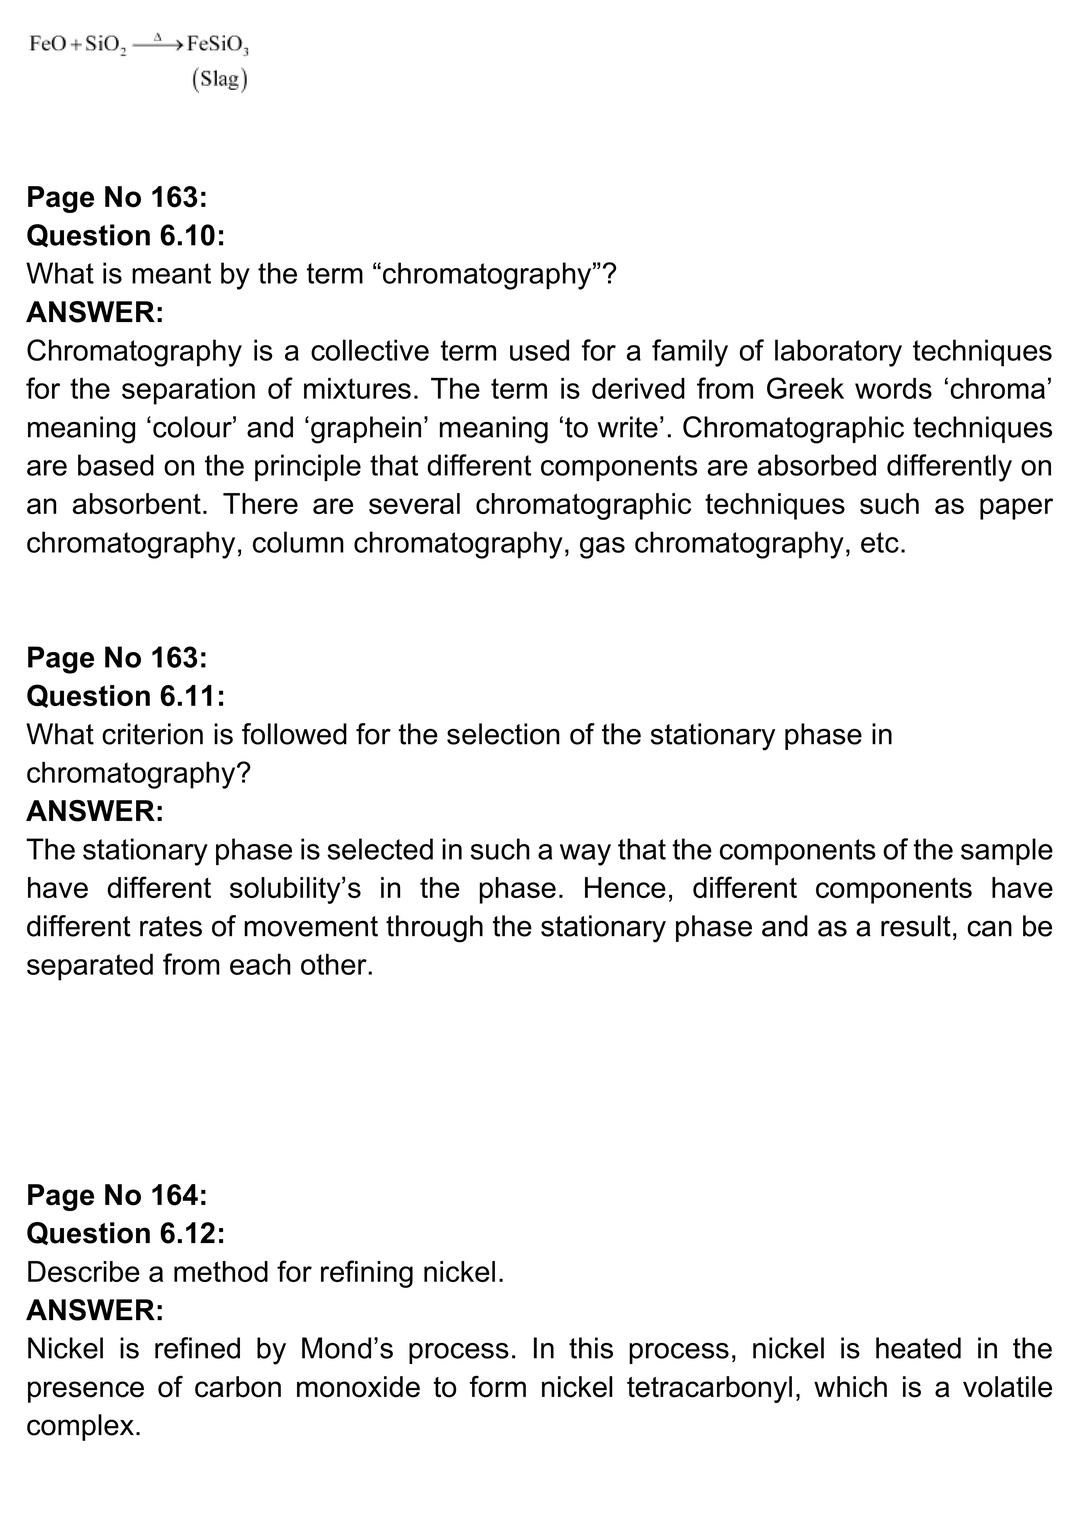 FeO + SiO₂ —Δ→ FeSiO₃
(Slag)
Page No 163:
Question 6.10:
What is meant by the term “chromatography”?
ANSWER:
Chromatography is a collective term used for a family of laboratory techniques
for the separation of mixtures. The term is derived from Greek words ‘chroma’
meaning ‘colour’ and ‘graphein’ meaning ‘to write’. Chromatographic techniques
are based on the principle that different components are absorbed differently on
an absorbent. There are several chromatographic techniques such as paper
chromatography, column chromatography, gas chromatography, etc.
Page No 163:
Question 6.11:
What criterion is followed for the selection of the stationary phase in
chromatography?
ANSWER:
The stationary phase is selected in such a way that the components of the sample
have different solubility’s in the phase. Hence, different components have
different rates of movement through the stationary phase and as a result, can be
separated from each other.
Page No 164:
Question 6.12:
Describe a method for refining nickel.
ANSWER:
Nickel is refined by Mond’s process. In this process, nickel is heated in the
presence of carbon monoxide to form nickel tetracarbonyl, which is a volatile
complex.